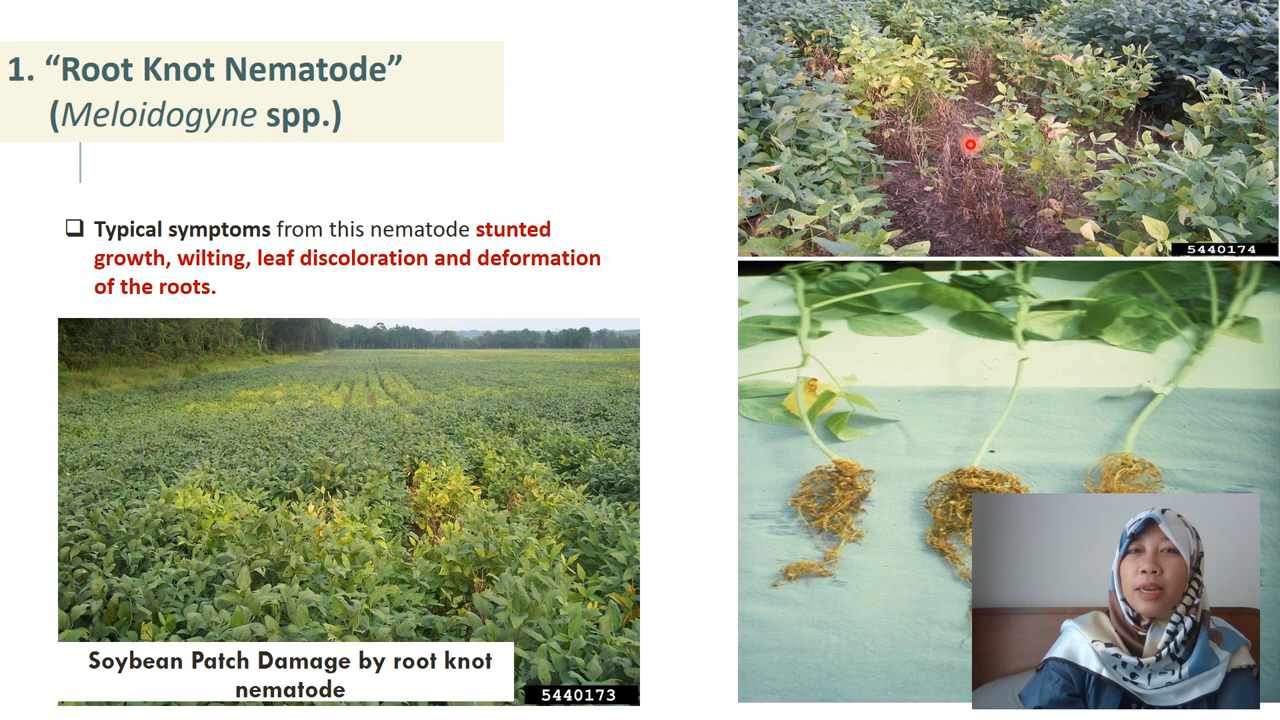 1. “Root Knot Nematode”
(Meloidogyne spp.)
Typical symptoms from this nematode stunted
growth, wilting, leaf discoloration and deformation
of the roots.
Soybean Patch Damage by root knot
nematode
5440173
5440174